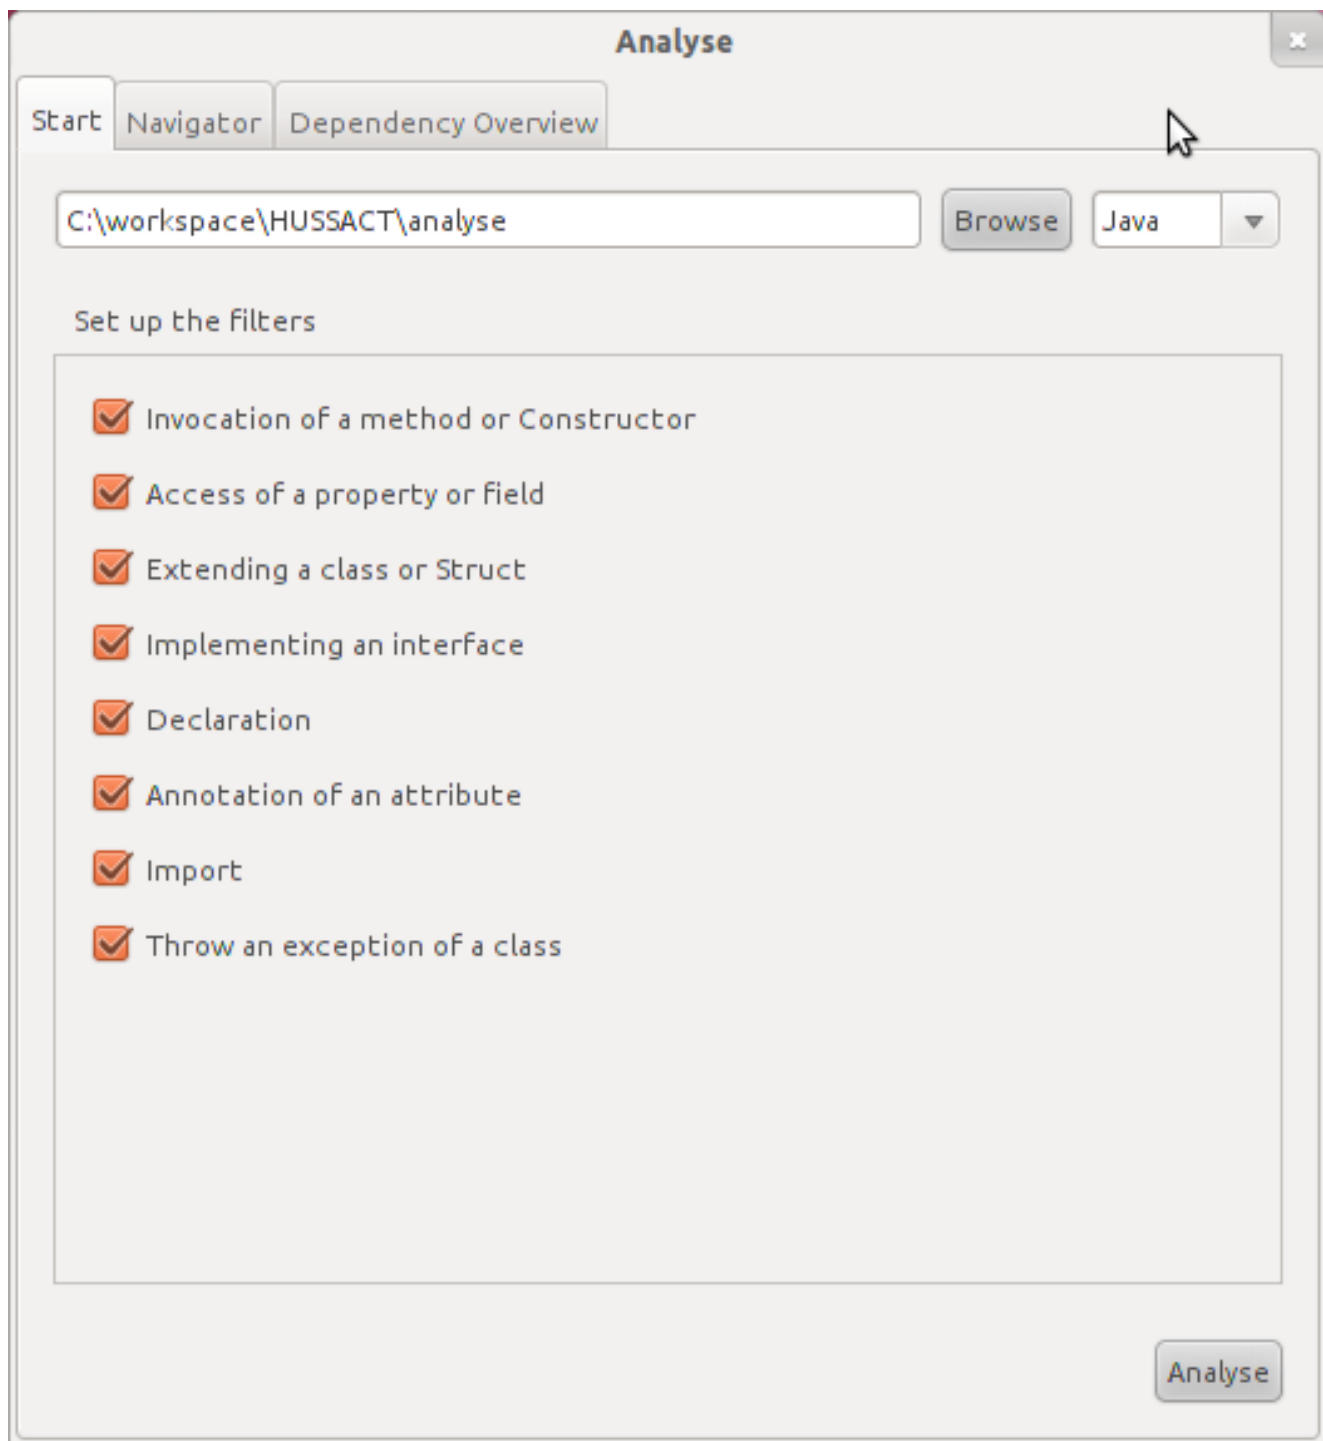 Analyse
Start Navigator Dependency Overview
C:\workspace\HUSSACT\analyse Browse Java
Set up the filters
Invocation of a method or Constructor
Access of a property or field
Extending a class or Struct
Implementing an interface
Declaration
Annotation of an attribute
Import
Throw an exception of a class
Analyse